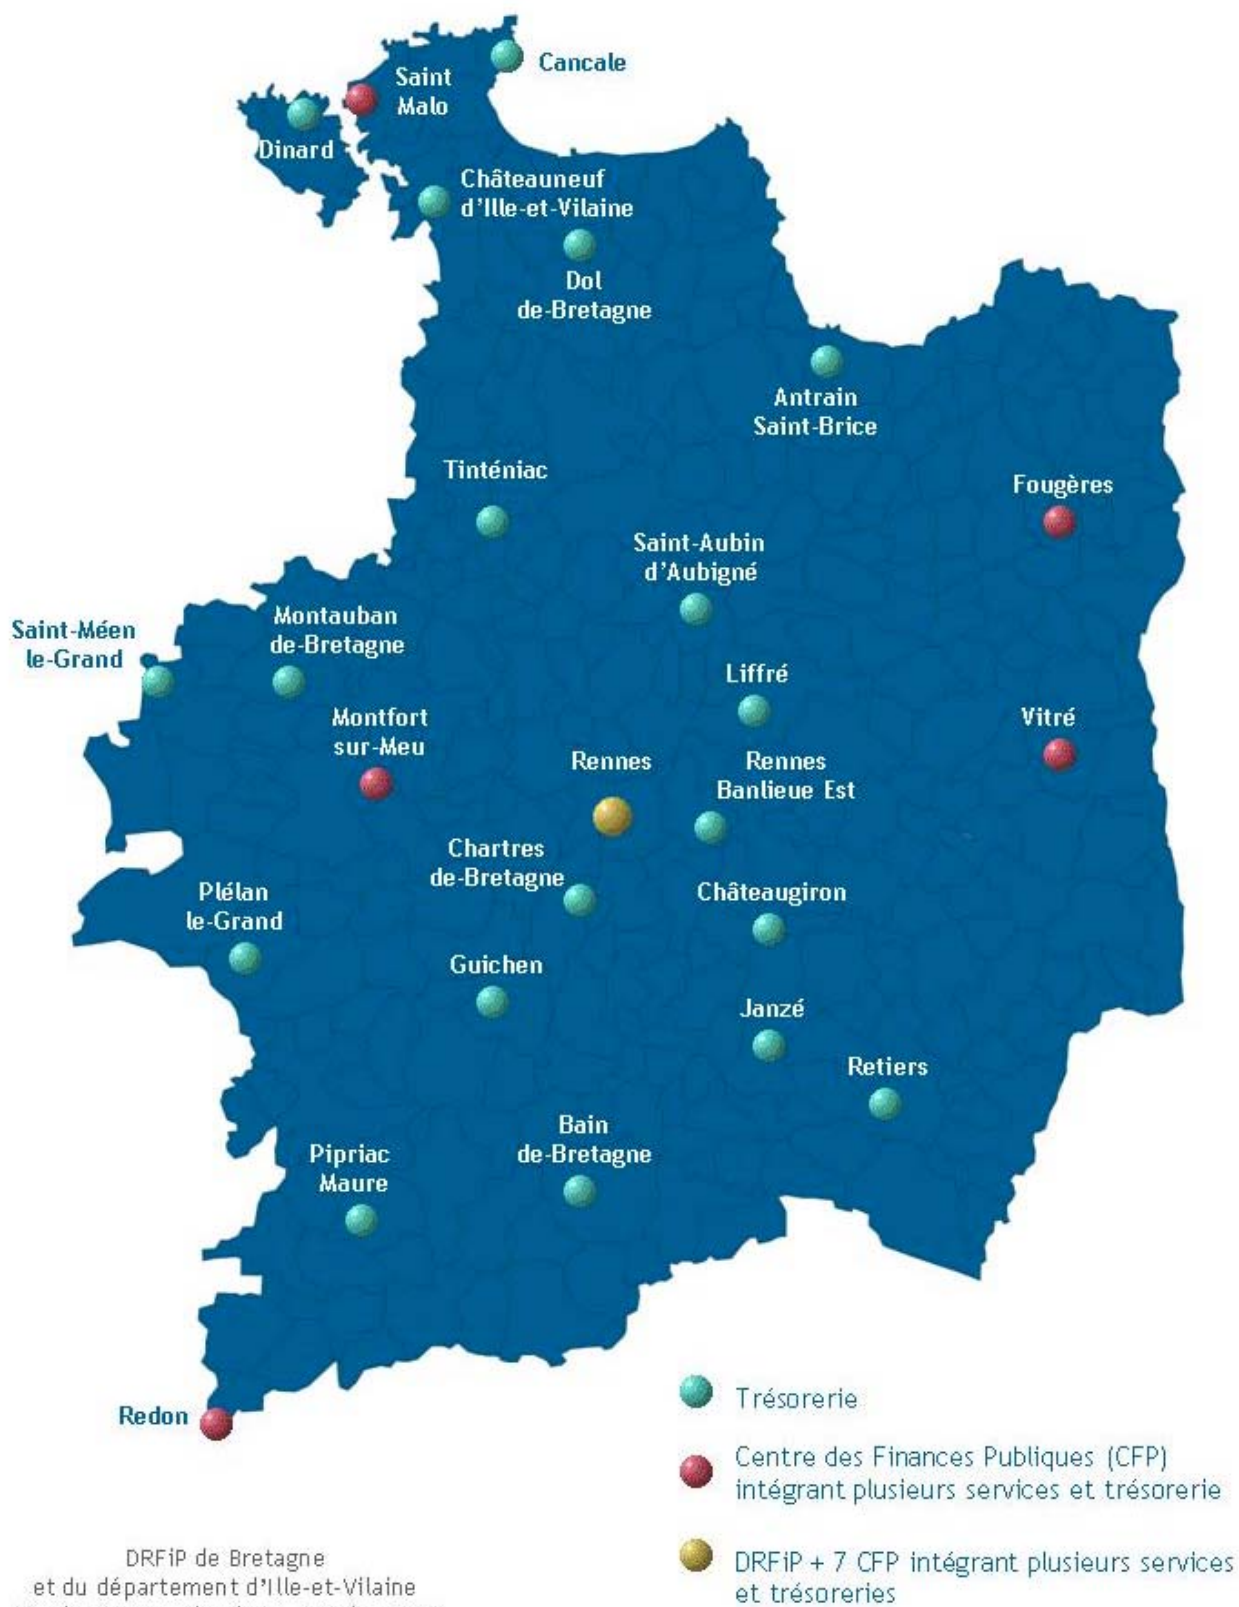 Cancale
Saint
Malo
Dinard
Châteauneuf
d'Ille-et-Vilaine
Dol
de-Bretagne
Antrain
Saint-Brice
Tinténiac
Fougères
Saint-Aubin
d'Aubigné
Saint-Méen
le-Grand
Montauban
de-Bretagne
Liffré
Montfort
sur-Meu
Vitré
Rennes
Rennes
Banlieue Est
Chartres
de-Bretagne
Plélan
le-Grand
Châteaugiron
Guichen
Janzé
Retiers
Bain
de-Bretagne
Pipriac
Maure
Redon
Trésorerie
Centre des Finances Publiques (CFP)
intégrant plusieurs services et trésorerie
DRFiP + 7 CFP intégrant plusieurs services
et trésoreries
DRFiP de Bretagne
et du département d'Ille-et-Vilaine